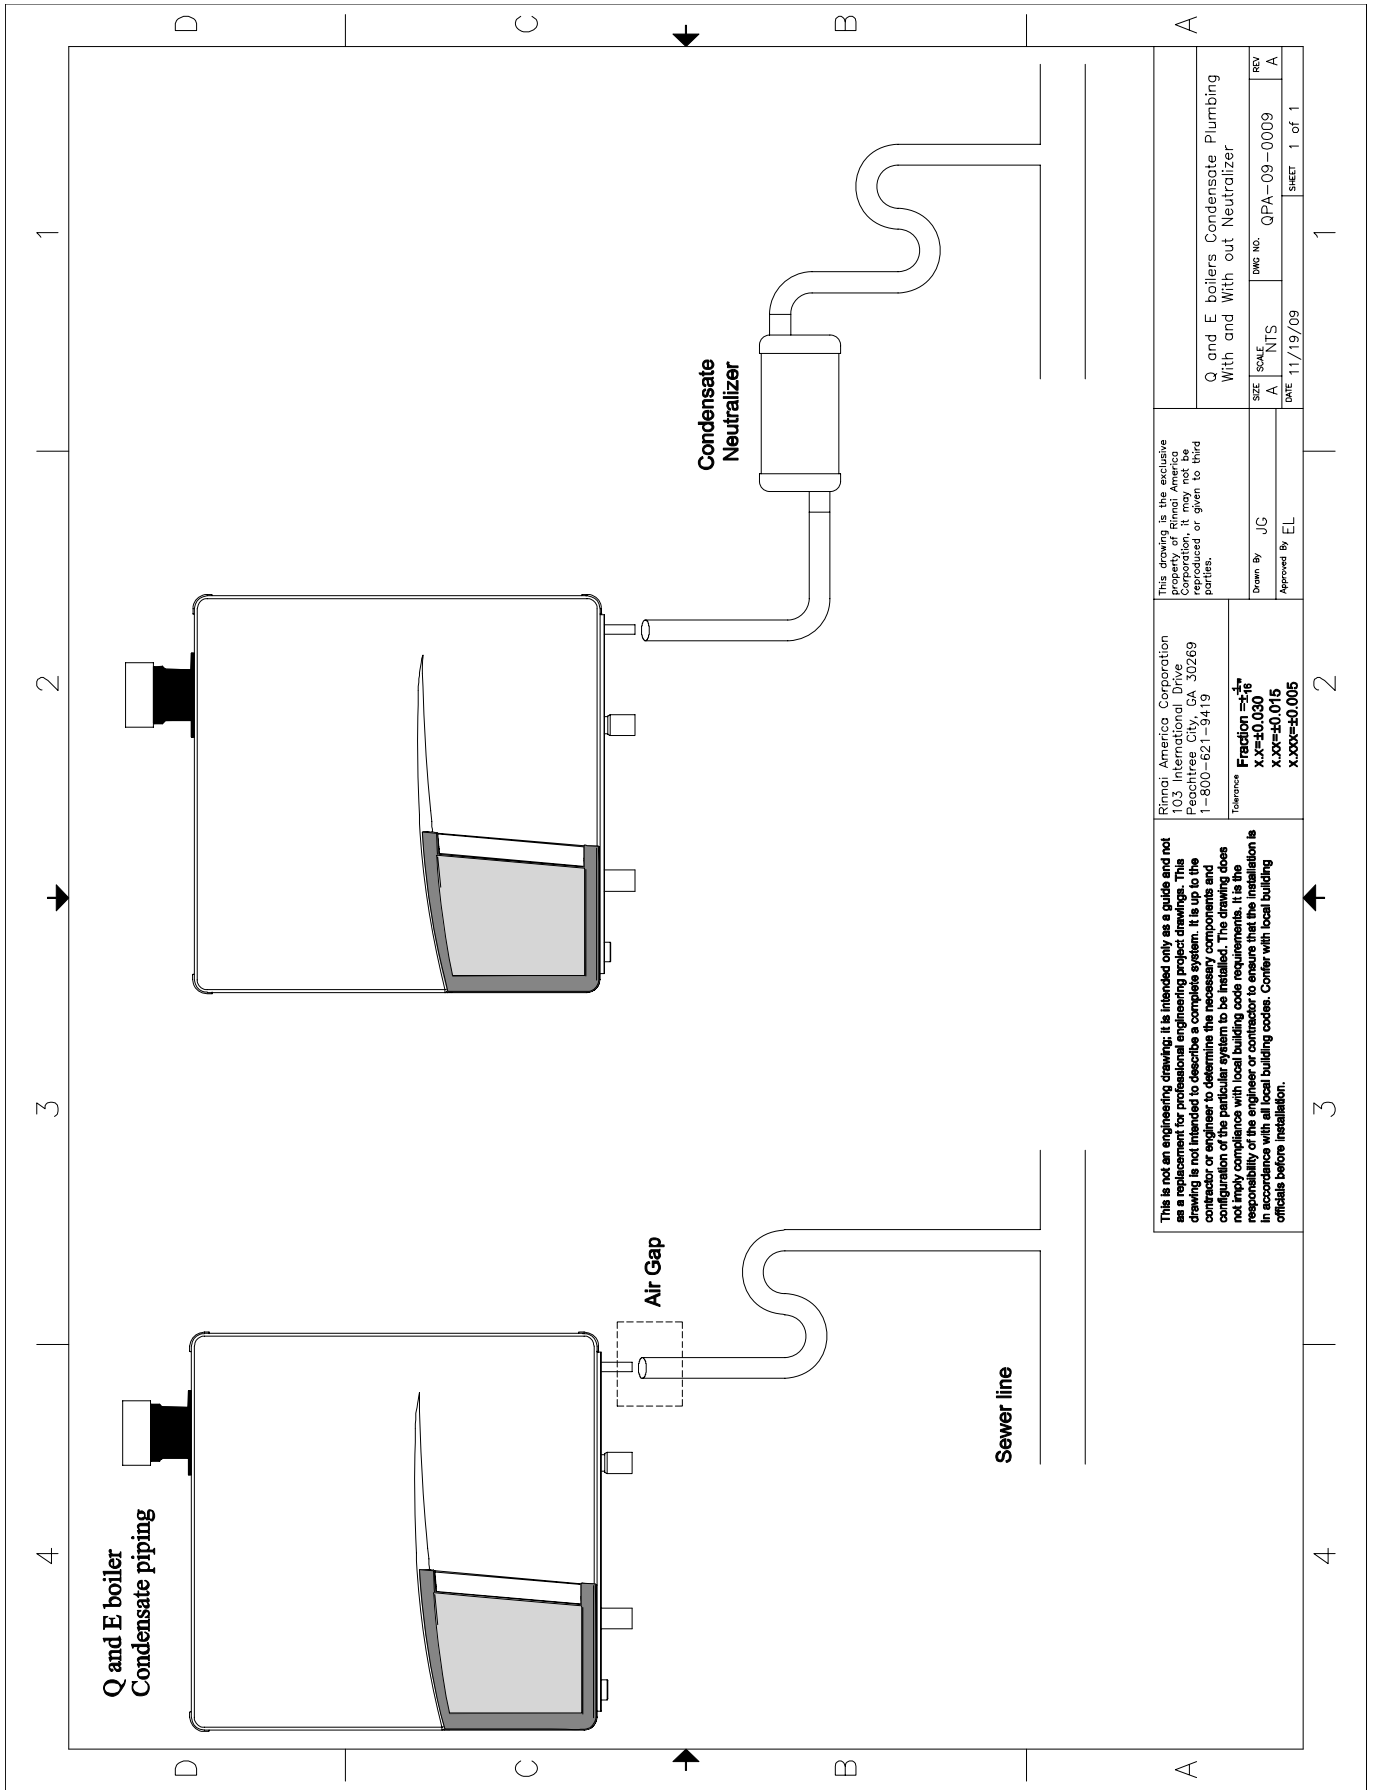 D
C
B
A
4
3
2
1
Q and E boiler
Condensate piping
Air Gap
Sewer line
Condensate
Neutralizer
This is not an engineering drawing; it is intended only as a guide and not
as a replacement for professional engineering project drawings. This
drawing is not intended to describe a complete system. It is up to the
contractor or engineer to determine the necessary components and
configuration of the particular system to be installed. The drawing does
not imply compliance with local building code requirements. It is the
responsibility of the engineer or contractor to ensure that the installation is
in accordance with all local building codes. Confer with local building
officials before installation.
Rinnai America Corporation
103 International Drive
Peachtree City, GA 30269
1-800-621-9419
Tolerance
Fraction =±1/16"
X.X=±0.030
X.XX=±0.015
X.XXX=±0.005
This drawing is the exclusive
property of Rinnai America
Corporation, it may not be
reproduced or given to third
parties.
Drawn By JG
Approved By EL
Q and E boilers Condensate Plumbing
With and With out Neutralizer
SIZE A
SCALE NTS
DWG NO. QPA-09-0009
REV A
DATE 11/19/09
SHEET 1 of 1
D
C
B
A
4
3
2
1